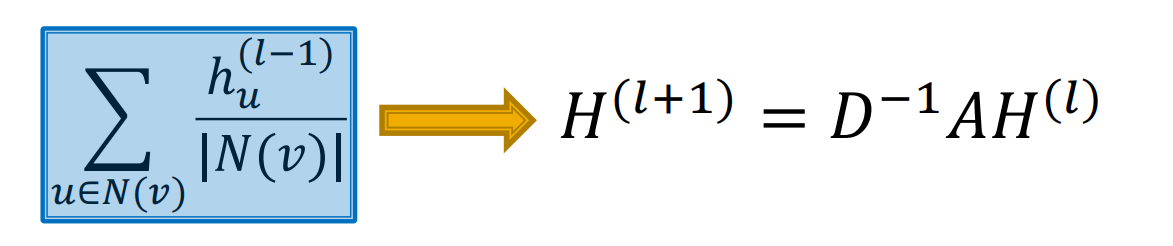 ∑_{u∈N(v)} h_u^{(l−1)} / |N(v)|
H^{(l+1)} = D^{−1}AH^{(l)}